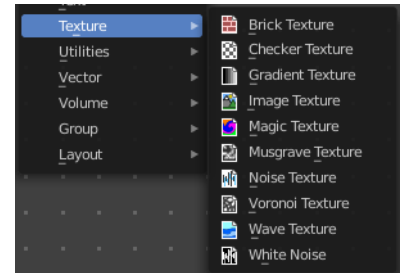 Texture
Utilities
Vector
Volume
Group
Layout
Brick Texture
Checker Texture
Gradient Texture
Image Texture
Magic Texture
Musgrave Texture
Noise Texture
Voronoi Texture
Wave Texture
White Noise